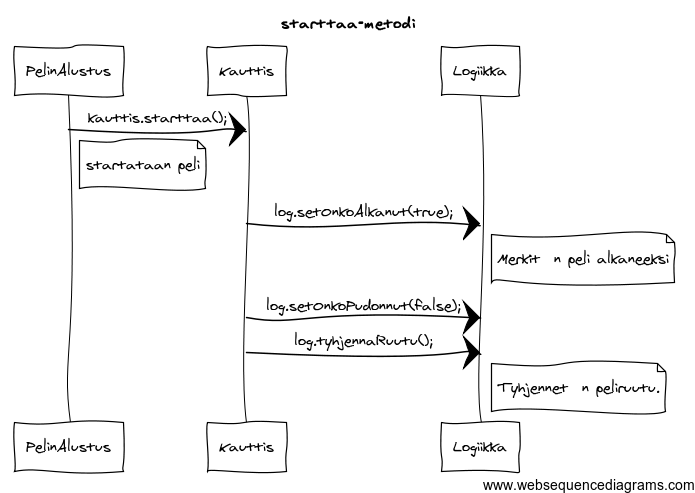 starttaa-metodi
PelinAlustus
Kauttis
Logiikka
kauttis.starttaa();
startataan peli
log.setOnkoAlkanut(true);
Merkit n peli alkaneeksi
log.setOnkoPudonnut(false);
log.tyhjennaRuutu();
Tyhjennet n peliruutu.
PelinAlustus
Kauttis
Logiikka
www.websequencediagrams.com